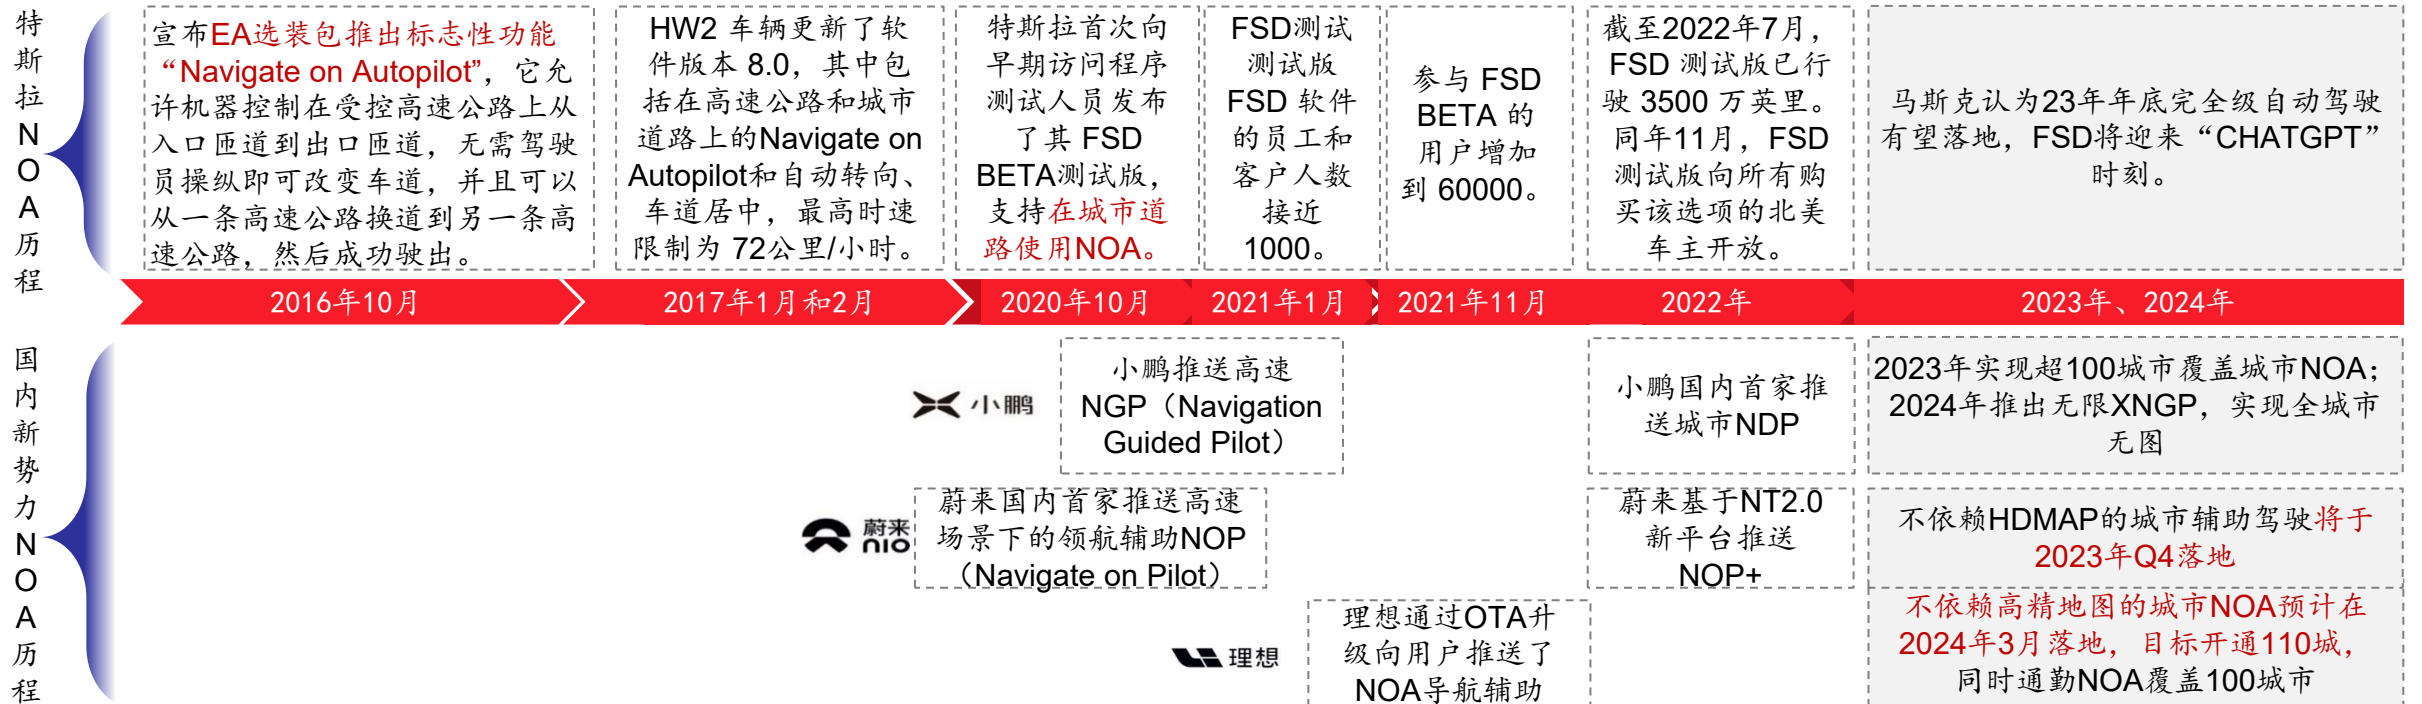 特斯拉NOA历程
宣布EA选装包推出标志性功能
“Navigate on Autopilot”，它允
许机器控制在受控高速公路上从
入口匝道到出口匝道，无需驾驶
员操纵即可改变车道，并且可以
从一条高速公路换道到另一条高
速公路，然后成功驶出。
HW2 车辆更新了软
件版本 8.0，其中包
括在高速公路和城市
道路上的Navigate on
Autopilot和自动转向、
车道居中，最高时速
限制为 72公里/小时。
特斯拉首次向
早期访问程序
测试人员发布
了其 FSD
BETA测试版，
支持在城市道
路使用NOA。
FSD测试
测试版
FSD 软件
的员工和
客户人数
接近
1000。
参与 FSD
BETA 的
用户增加
到 60000。
截至2022年7月，
FSD 测试版已行
驶 3500 万英里。
同年11月，FSD
测试版向所有购
买该选项的北美
车主开放。
马斯克认为23年年底完全级自动驾驶
有望落地，FSD将迎来“CHATGPT”
时刻。
2016年10月
2017年1月和2月
2020年10月
2021年1月
2021年11月
2022年
2023年、2024年
国内新势力NOA历程
小鹏
小鹏推送高速
NGP（Navigation
Guided Pilot）
小鹏国内首家推
送城市NDP
2023年实现超100城市覆盖城市NOA；
2024年推出无限XNGP，实现全城市
无图
蔚来
NIO
蔚来国内首家推送高速
场景下的领航辅助NOP
（Navigate on Pilot）
蔚来基于NT2.0
新平台推送
NOP+
不依赖HDMAP的城市辅助驾驶将于
2023年Q4落地
理想
理想通过OTA升
级向用户推送了
NOA导航辅助
不依赖高精地图的城市NOA预计在
2024年3月落地，目标开通110城，
同时通勤NOA覆盖100城市